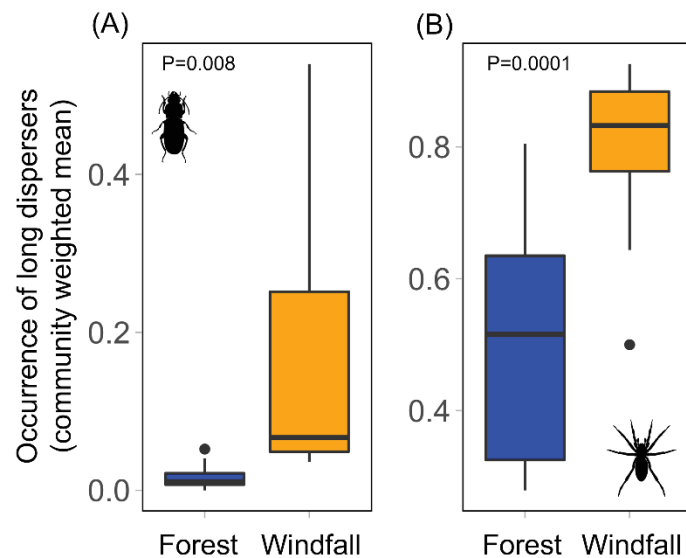 (A)
(B)
P=0.008
P=0.0001
Occurrence of long dispersers
(community weighted mean)
0.4
0.2
0.0
0.8
0.6
0.4
Forest Windfall
Forest Windfall